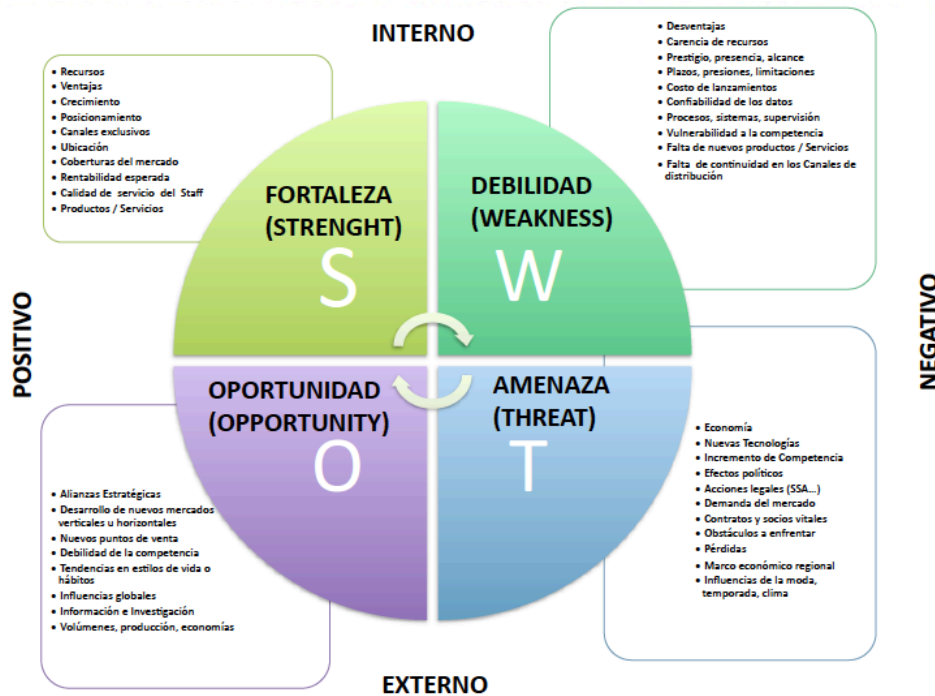 INTERNO
• Recursos
• Ventajas
• Crecimiento
• Posicionamiento
• Canales exclusivos
• Ubicación
• Coberturas del mercado
• Rentabilidad esperada
• Calidad de servicio del Staff
• Productos / Servicios
FORTALEZA
(STRENGHT)
S
• Desventajas
• Carencia de recursos
• Prestigio, presencia, alcance
• Plazos, presiones, limitaciones
• Costo de lanzamientos
• Confiabilidad de los datos
• Procesos, sistemas, supervisión
• Vulnerabilidad a la competencia
• Falta de nuevos productos / Servicios
• Falta de continuidad en los Canales de
distribución
DEBILIDAD
(WEAKNESS)
W
POSITIVO
NEGATIVO
OPORTUNIDAD
(OPPORTUNITY)
O
• Alianzas Estratégicas
• Desarrollo de nuevos mercados
verticales u horizontales
• Nuevos puntos de venta
• Debilidad de la competencia
• Tendencias en estilos de vida o
hábitos
• Influencias globales
• Información e Investigación
• Volúmenes, producción, economías
AMENAZA
(THREAT)
T
• Economía
• Nuevas Tecnologías
• Incremento de Competencia
• Efectos políticos
• Acciones legales (SSA...)
• Demanda del mercado
• Contratos y socios vitales
• Obstáculos a enfrentar
• Pérdidas
• Marco económico regional
• Influencias de la moda,
temporada, clima
EXTERNO